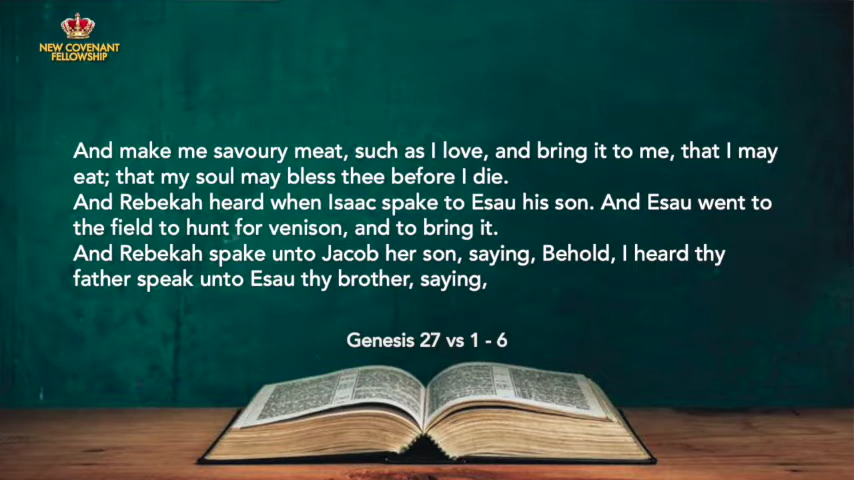 NEW COVENANT
FELLOWSHIP
And make me savoury meat, such as I love, and bring it to me, that I may
eat; that my soul may bless thee before I die.
And Rebekah heard when Isaac spake to Esau his son. And Esau went to
the field to hunt for venison, and to bring it.
And Rebekah spake unto Jacob her son, saying, Behold, I heard thy
father speak unto Esau thy brother, saying,
Genesis 27 vs 1 - 6